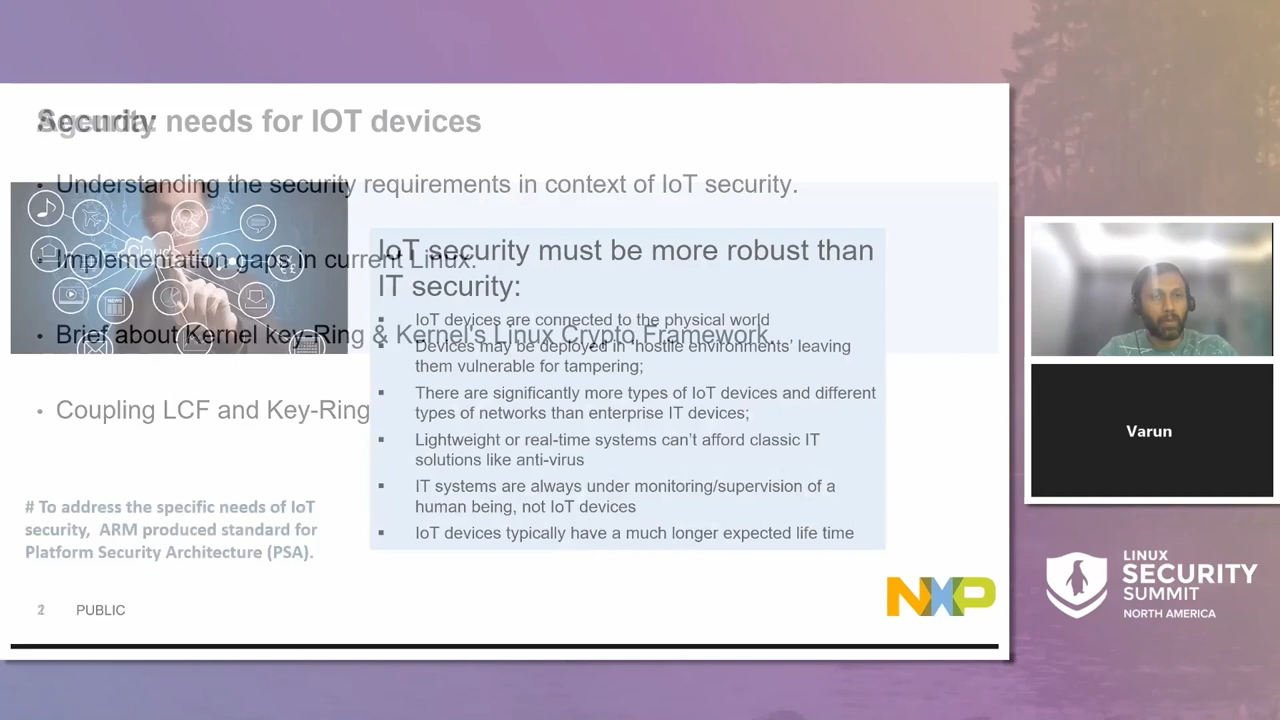 Agenda:
Security needs for IOT devices
Understanding the security requirements in context of IoT security.
Implementation gaps in current Linux.
Brief about Kernel key-Ring & Kernel's Linux Crypto Framework.
Coupling LCF and Key-Ring
Cloud
NEWS
IoT security must be more robust than
IT security:
IoT devices are connected to the physical world
Devices may be deployed in 'hostile environments' leaving
them vulnerable for tampering;
There are significantly more types of IoT devices and different
types of networks than enterprise IT devices;
Lightweight or real-time systems can't afford classic IT
solutions like anti-virus
IT systems are always under monitoring/supervision of a
human being, not IoT devices
IoT devices typically have a much longer expected life time
# To address the specific needs of IoT
security, ARM produced standard for
Platform Security Architecture (PSA).
2 PUBLIC
NXP
Varun
LINUX
SECURITY
SUMMIT
NORTH AMERICA